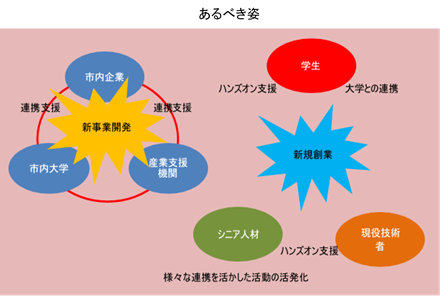 あるべき姿
市内企業
連携支援
連携支援
新事業開発
市内大学
産業支援
機関
学生
ハンズオン支援
大学との連携
新規創業
シニア人材
現役技術
者
ハンズオン支援
様々な連携を活かした活動の活発化